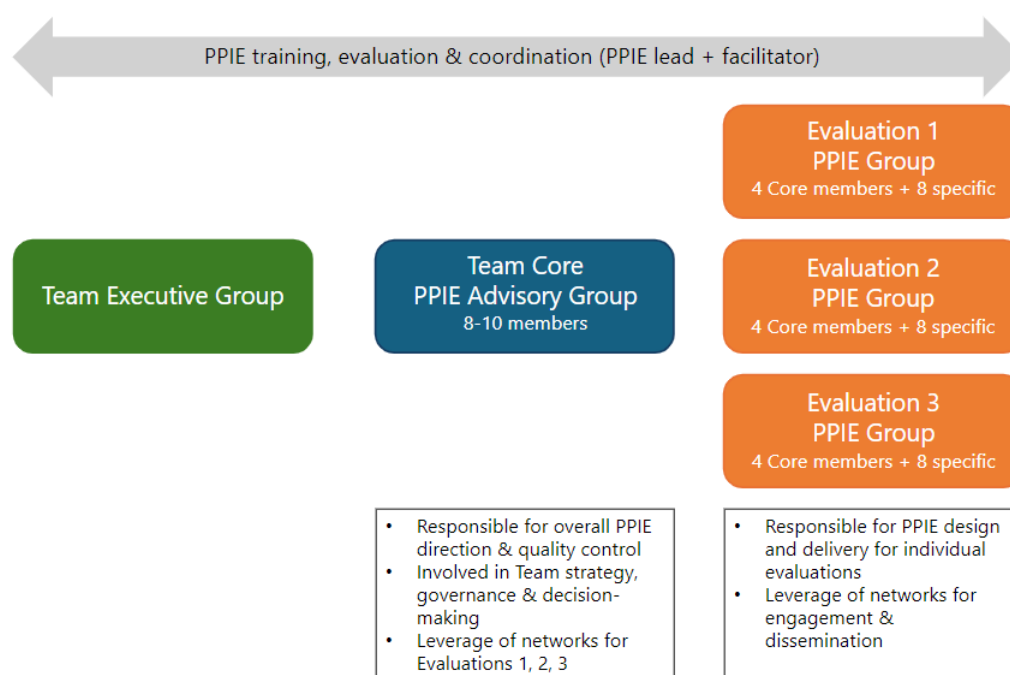 PPIE training, evaluation & coordination (PPIE lead + facilitator)
Evaluation 1
PPIE Group
4 Core members + 8 specific
Team Executive Group
Team Core
PPIE Advisory Group
8-10 members
Evaluation 2
PPIE Group
4 Core members + 8 specific
Evaluation 3
PPIE Group
4 Core members + 8 specific
• Responsible for overall PPIE
direction & quality control
• Involved in Team strategy,
governance & decision-
making
• Leverage of networks for
Evaluations 1, 2, 3
• Responsible for PPIE design
and delivery for individual
evaluations
• Leverage of networks for
engagement &
dissemination